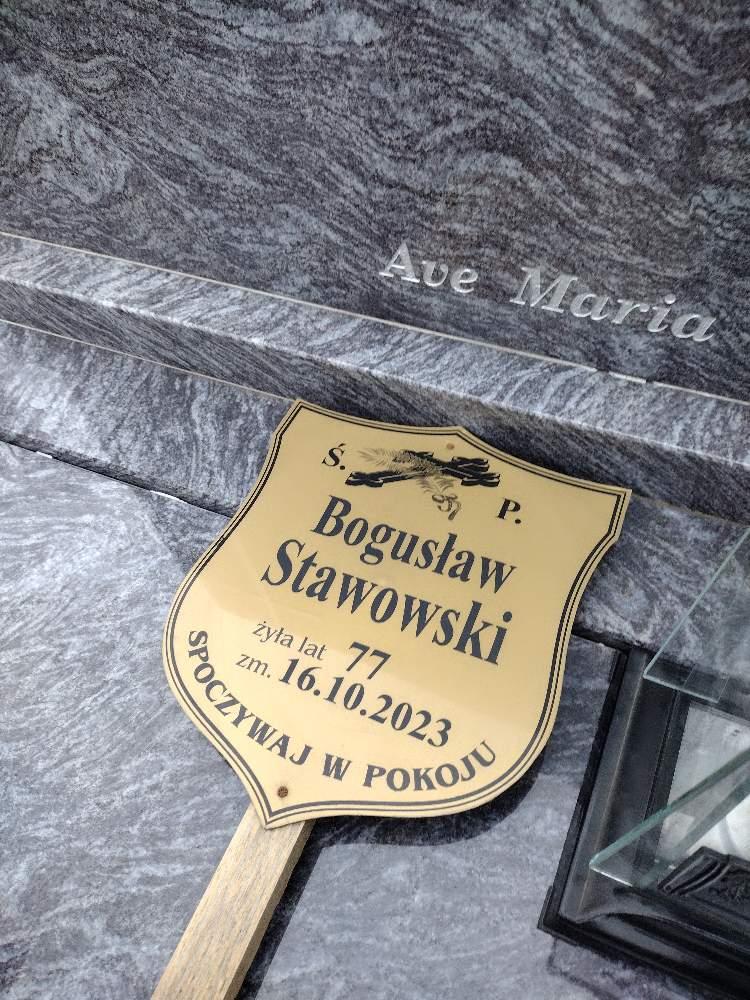 Ave Maria
Ś. P.
Bogusław
Stawowski
żyła lat 77
zm. 16.10.2023
SPOCZYWAJ W POKOJU